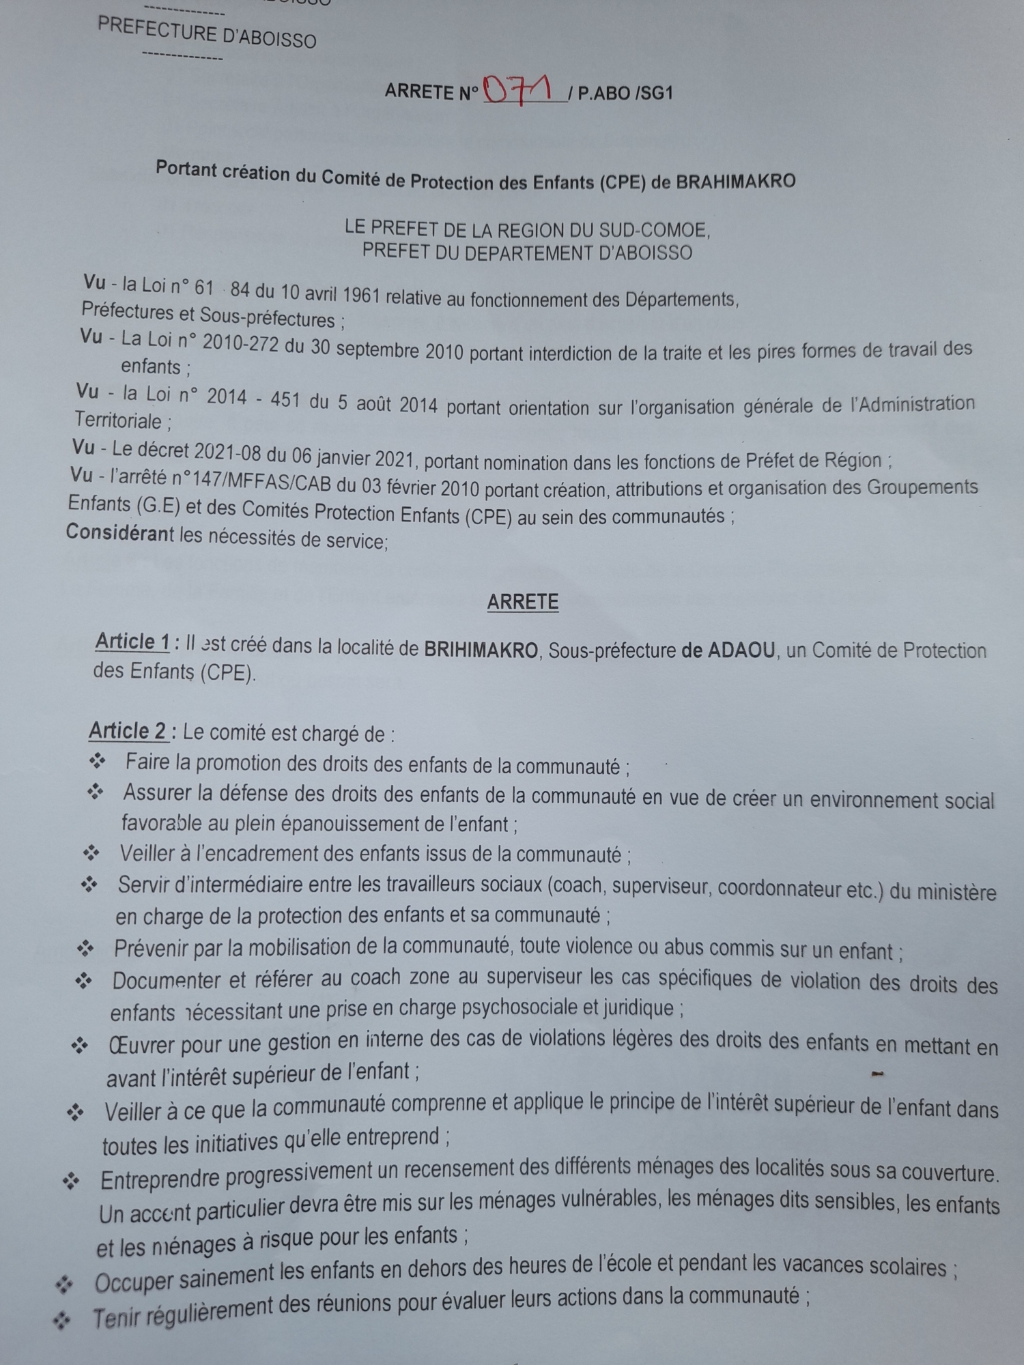 PREFECTURE D'ABOISSO
--------------
ARRETE N° 071 / P.ABO /SG1
Portant création du Comité de Protection des Enfants (CPE) de BRAHIMAKRO
LE PREFET DE LA REGION DU SUD-COMOE,
PREFET DU DEPARTEMENT D'ABOISSO
Vu - la Loi n° 61 84 du 10 avril 1961 relative au fonctionnement des Départements,
Préfectures et Sous-préfectures ;
Vu - La Loi n° 2010-272 du 30 septembre 2010 portant interdiction de la traite et les pires formes de travail des
enfants ;
Vu - la Loi n° 2014 - 451 du 5 août 2014 portant orientation sur l'organisation générale de l'Administration
Territoriale ;
Vu - Le décret 2021-08 du 06 janvier 2021, portant nomination dans les fonctions de Préfet de Région ;
Vu - l'arrêté n°147/MFFAS/CAB du 03 février 2010 portant création, attributions et organisation des Groupements
Enfants (G.E) et des Comités Protection Enfants (CPE) au sein des communautés ;
Considérant les nécessités de service;
ARRETE
Article 1 : Il est créé dans la localité de BRIHIMAKRO, Sous-préfecture de ADAOU, un Comité de Protection
des Enfants (CPE).
Article 2 : Le comité est chargé de :
❖ Faire la promotion des droits des enfants de la communauté ;
❖ Assurer la défense des droits des enfants de la communauté en vue de créer un environnement social
favorable au plein épanouissement de l'enfant ;
❖ Veiller à l'encadrement des enfants issus de la communauté ;
❖ Servir d'intermédiaire entre les travailleurs sociaux (coach, superviseur, coordonnateur etc.) du ministère
en charge de la protection des enfants et sa communauté ;
❖ Prévenir par la mobilisation de la communauté, toute violence ou abus commis sur un enfant ;
❖ Documenter et référer au coach zone au superviseur les cas spécifiques de violation des droits des
enfants nécessitant une prise en charge psychosociale et juridique ;
❖ Œuvrer pour une gestion en interne des cas de violations légères des droits des enfants en mettant en
avant l'intérêt supérieur de l'enfant ;
❖ Veiller à ce que la communauté comprenne et applique le principe de l'intérêt supérieur de l'enfant dans
toutes les initiatives qu'elle entreprend ;
❖ Entreprendre progressivement un recensement des différents ménages des localités sous sa couverture.
Un accent particulier devra être mis sur les ménages vulnérables, les ménages dits sensibles, les enfants
et les ménages à risque pour les enfants ;
❖ Occuper sainement les enfants en dehors des heures de l'école et pendant les vacances scolaires ;
❖ Tenir régulièrement des réunions pour évaluer leurs actions dans la communauté ;